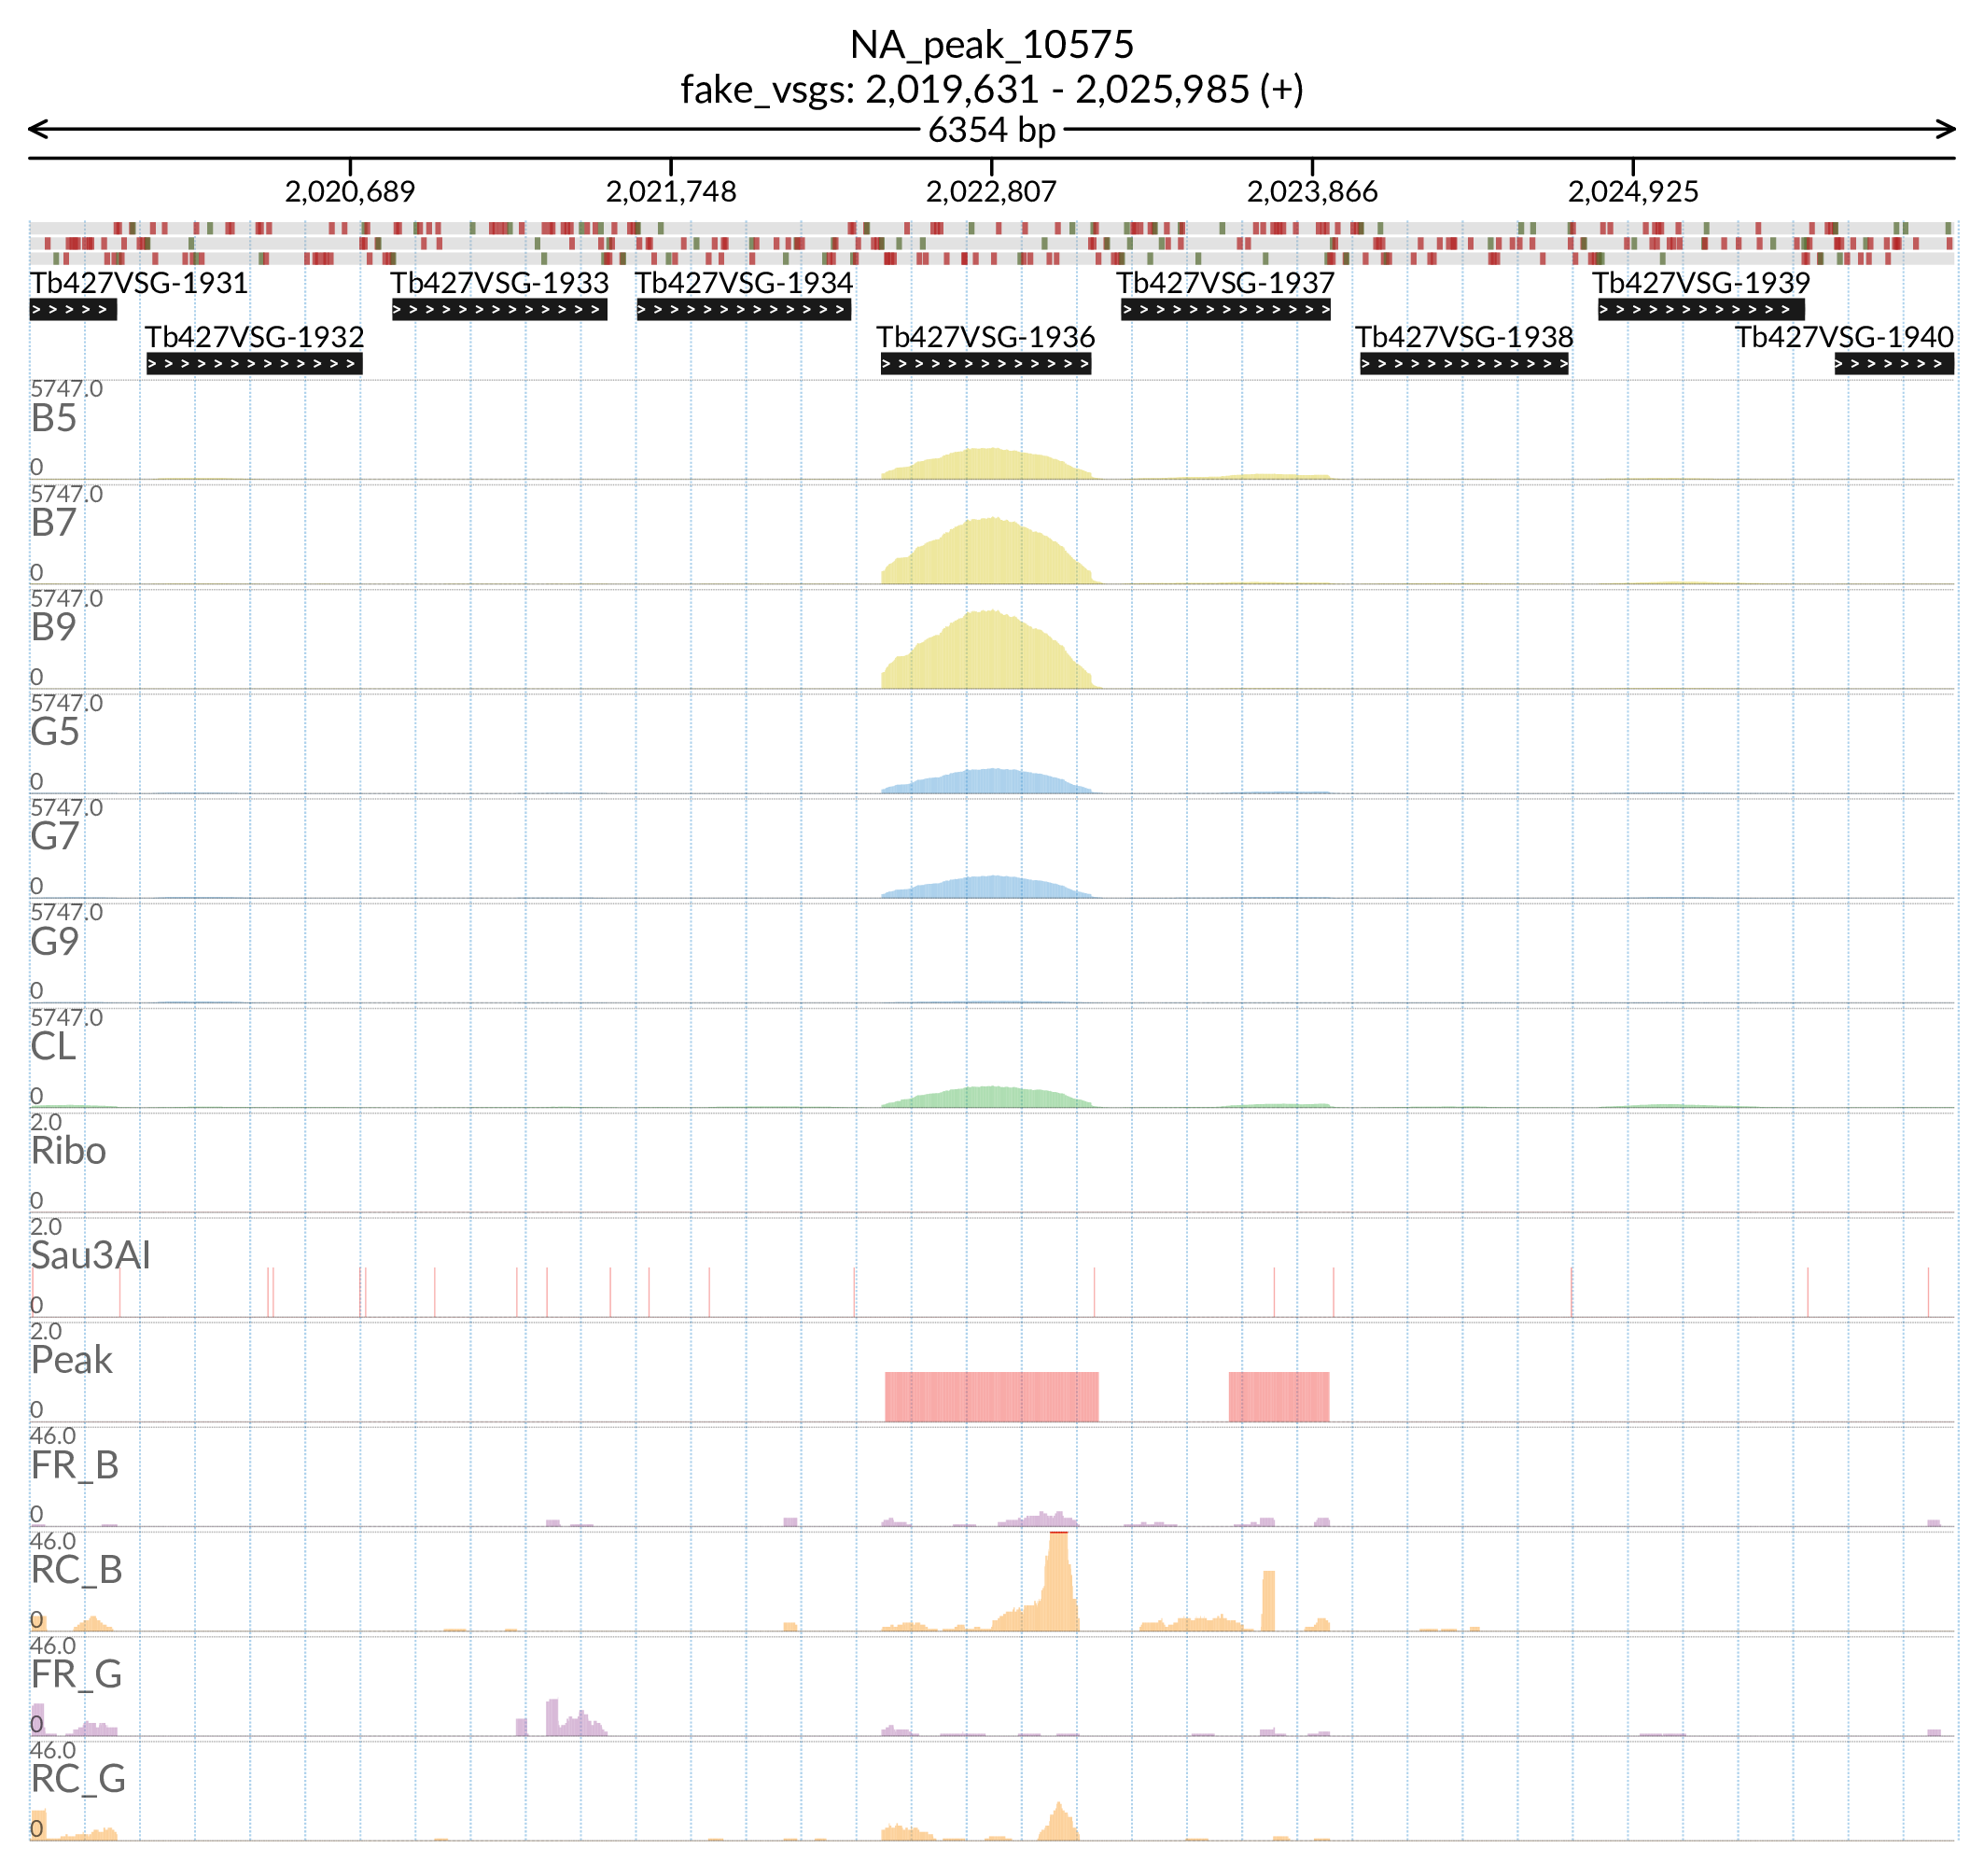 NA_peak_10575
fake_vsgs: 2,019,631 - 2,025,985 (+)
6354 bp
2,020,689 2,021,748 2,022,807 2,023,866 2,024,925
Tb427VSG-1931 Tb427VSG-1933 Tb427VSG-1934 Tb427VSG-1937 Tb427VSG-1939
Tb427VSG-1932 Tb427VSG-1936 Tb427VSG-1938 Tb427VSG-1940
5747.0
B5
0
5747.0
B7
0
5747.0
B9
0
5747.0
G5
0
5747.0
G7
0
5747.0
G9
0
5747.0
CL
0
2.0
Ribo
0
2.0
Sau3AI
0
2.0
Peak
0
46.0
FR_B
0
46.0
RC_B
0
46.0
FR_G
0
46.0
RC_G
0